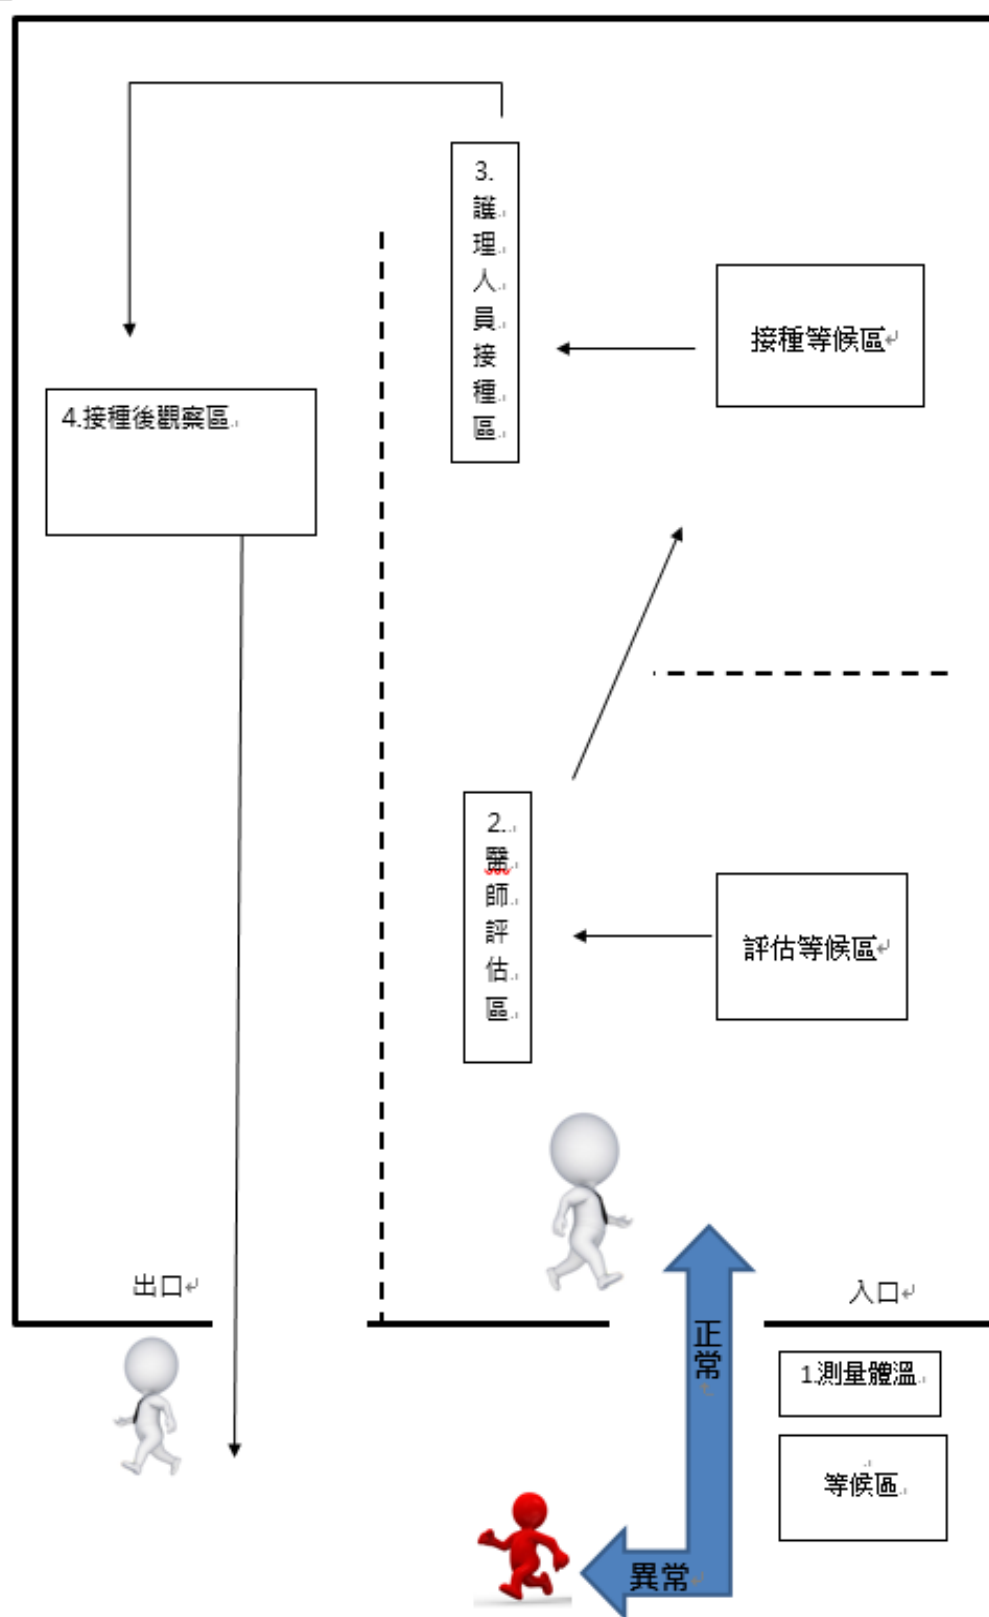 3.
護
理
人
員
接
種
區
接種等候區
4.接種後觀察區
2.
醫
師
評
估
區
評估等候區
出口
入口
正
常
1.測量體溫
等候區
異常